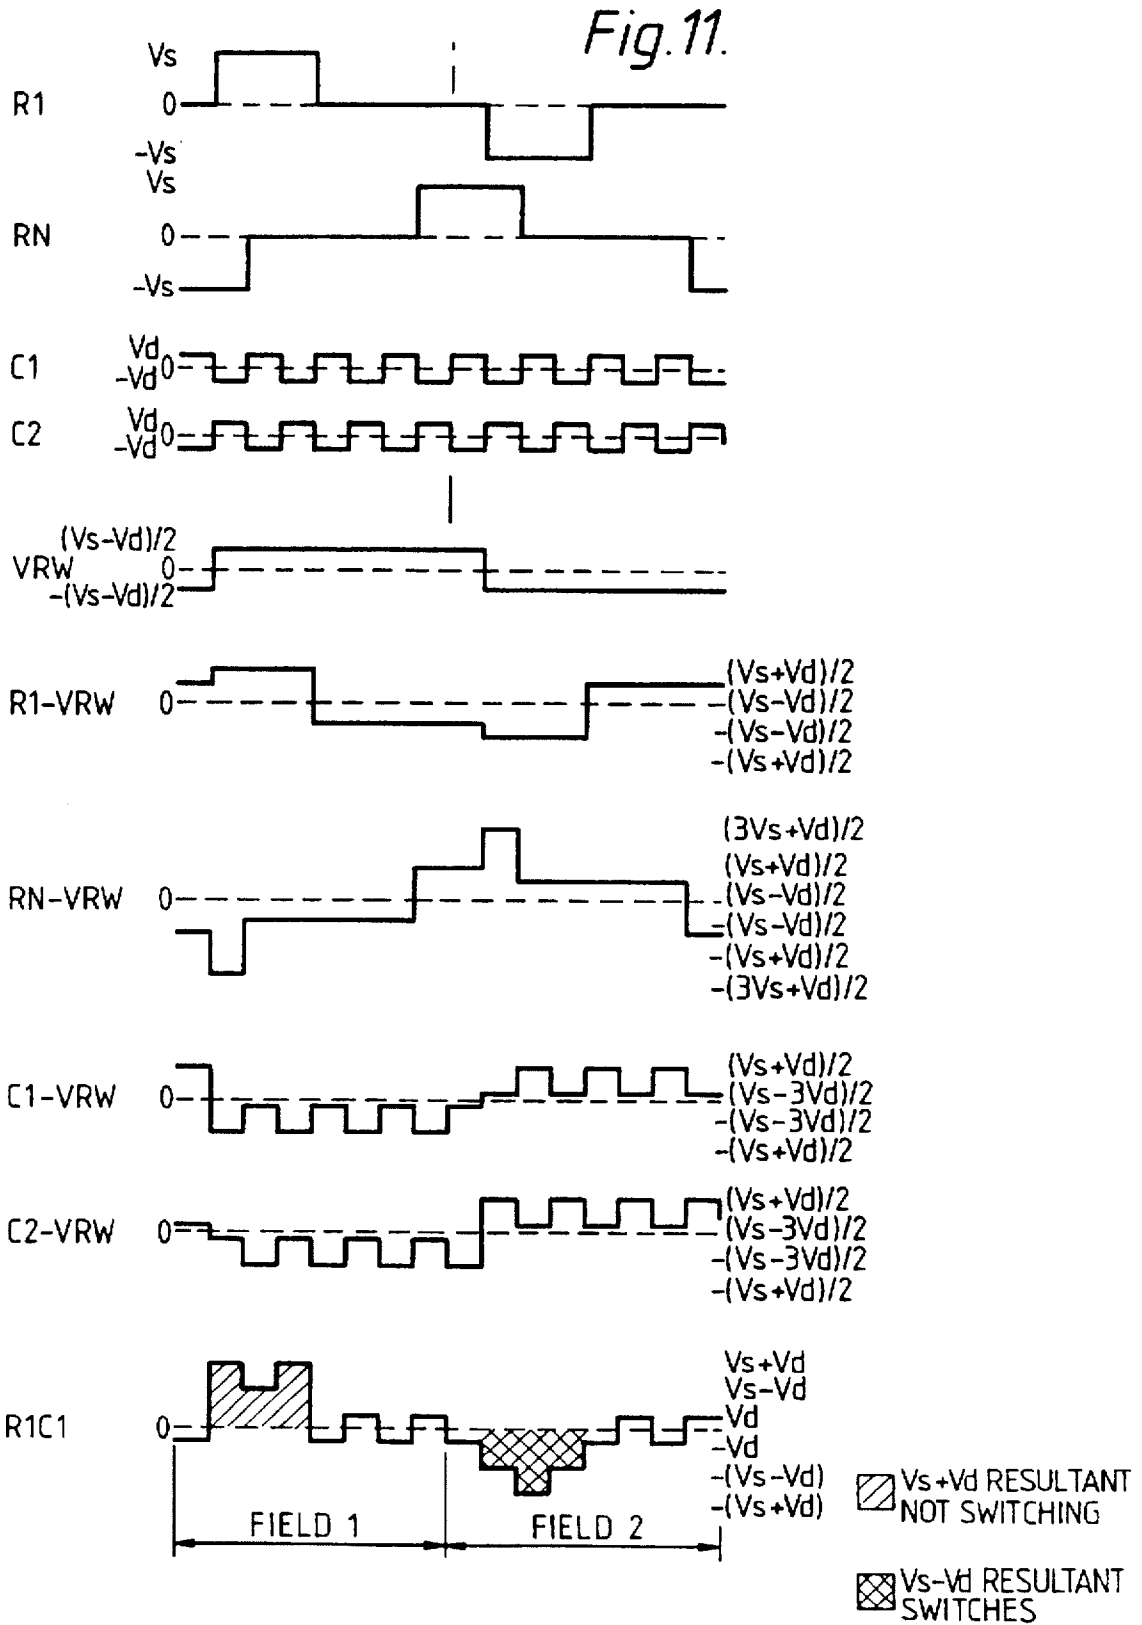 Fig.11.
Vs
R1 0
-Vs
Vs
RN 0
-Vs
Vd
C1 0
-Vd
Vd
C2 0
-Vd
(Vs-Vd)/2
VRW 0
-(Vs-Vd)/2
R1-VRW 0
(Vs+Vd)/2
(Vs-Vd)/2
-(Vs-Vd)/2
-(Vs+Vd)/2
RN-VRW 0
(3Vs+Vd)/2
(Vs+Vd)/2
(Vs-Vd)/2
-(Vs-Vd)/2
-(Vs+Vd)/2
-(3Vs+Vd)/2
C1-VRW 0
(Vs+Vd)/2
(Vs-3Vd)/2
-(Vs-3Vd)/2
-(Vs+Vd)/2
C2-VRW 0
(Vs+Vd)/2
(Vs-3Vd)/2
-(Vs-3Vd)/2
-(Vs+Vd)/2
R1C1 0
Vs+Vd
Vs-Vd
Vd
-Vd
-(Vs-Vd)
-(Vs+Vd)
FIELD 1
FIELD 2
Vs+Vd RESULTANT
NOT SWITCHING
Vs-Vd RESULTANT
SWITCHES